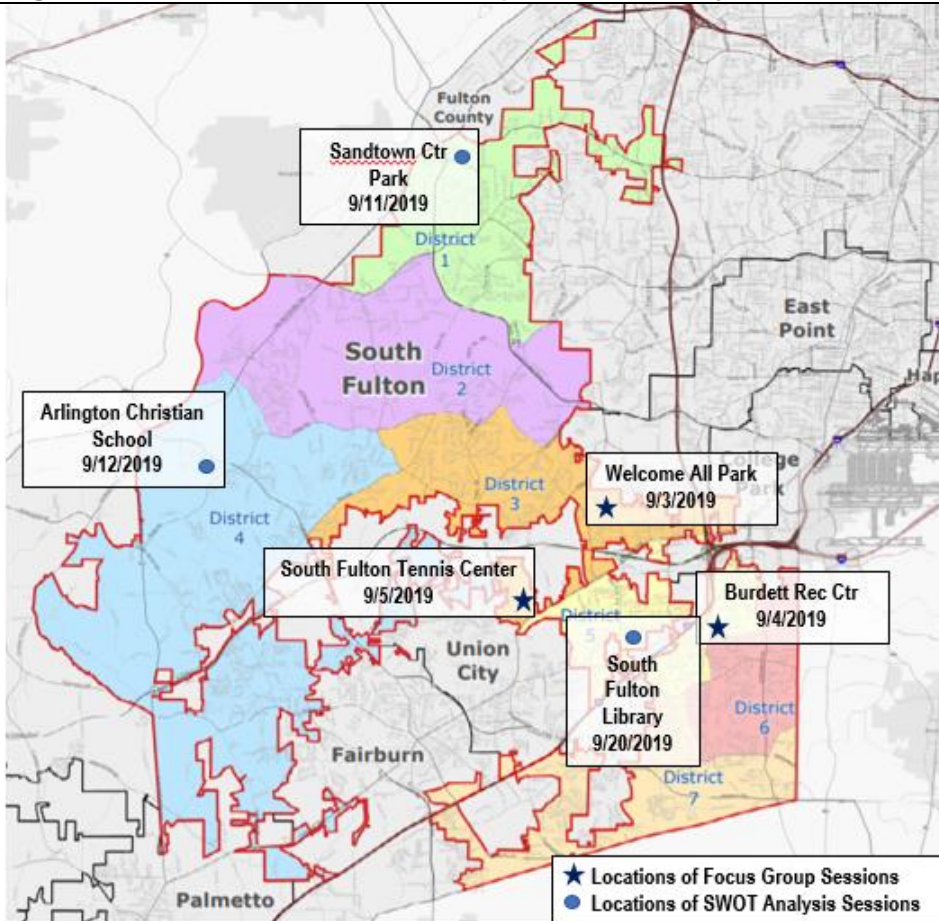 Fulton
County
Sandtown Ctr
Park
9/11/2019
District
1
East
Point
South
Fulton
District
2
Arlington Christian
School
9/12/2019
Welcome All Park
9/3/2019
College
Park
District
3
District
4
South Fulton Tennis Center
9/5/2019
Burdett Rec Ctr
9/4/2019
District
5
Union
City
South
Fulton
Library
9/20/2019
District
6
Fairburn
District
7
Palmetto
Locations of Focus Group Sessions
Locations of SWOT Analysis Sessions